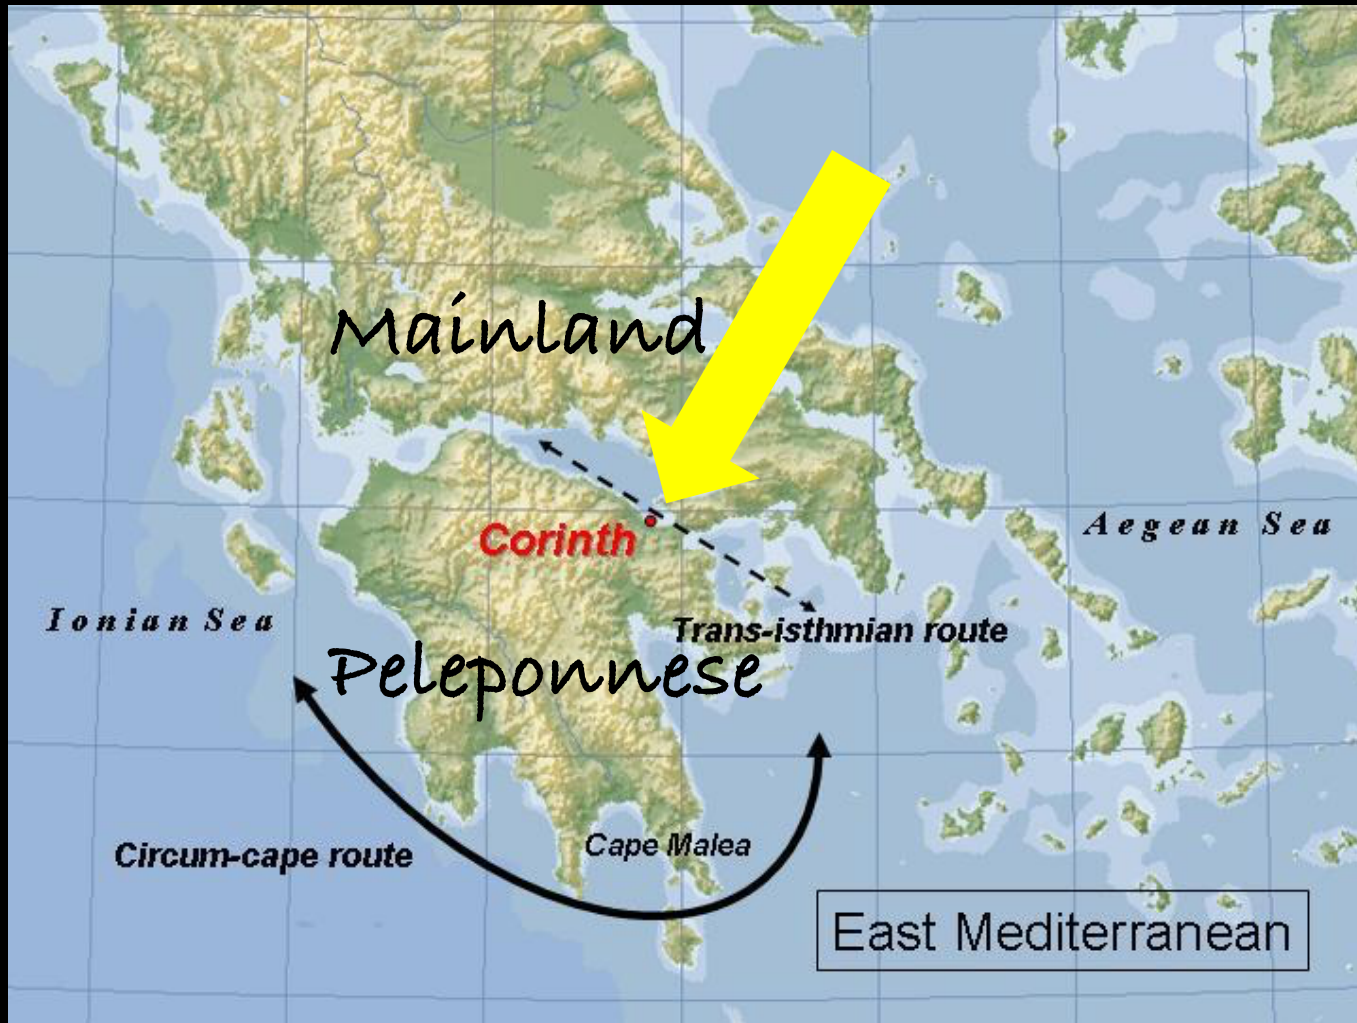 Mainland
Corinth
Aegean Sea
Ionian Sea
Trans-isthmian route
Peleponnese
Cape Malea
Circum-cape route
East Mediterranean